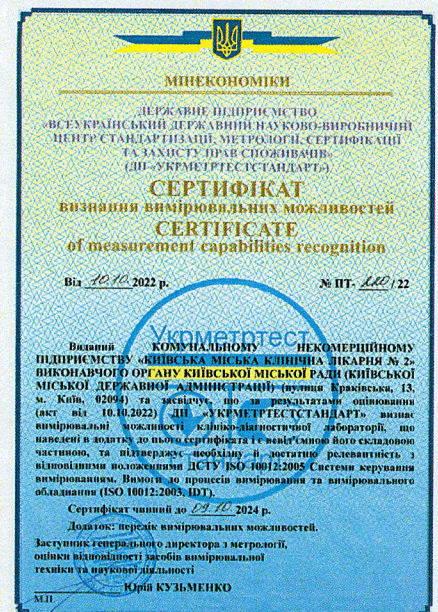 МІНЕКОНОМІКИ
ДЕРЖАВНЕ ПІДПРИЄМСТВО
«ВСЕУКРАЇНСЬКИЙ ДЕРЖАВНИЙ НАУКОВО-ВИРОБНИЧИЙ
ЦЕНТР СТАНДАРТИЗАЦІЇ, МЕТРОЛОГІЇ, СЕРТИФІКАЦІЇ
ТА ЗАХИСТУ ПРАВ СПОЖИВАЧІВ»
(ДП «УКРМЕТРТЕСТСТАНДАРТ»)
СЕРТИФІКАТ
визнання вимірювальних можливостей
CERTIFICATE
of measurement capabilities recognition
Від 10.10. 2022 р. № ПТ- 220 / 22
Укрметртест
Виданий КОМУНАЛЬНОМУ НЕКОМЕРЦІЙНОМУ
ПІДПРИЄМСТВУ «КИЇВСЬКА МІСЬКА КЛІНІЧНА ЛІКАРНЯ № 2»
ВИКОНАВЧОГО ОРГАНУ КИЇВСЬКОЇ МІСЬКОЇ РАДИ (КИЇВСЬКОЇ
МІСЬКОЇ ДЕРЖАВНОЇ АДМІНІСТРАЦІЇ) (вулиця Краківська, 13,
м. Київ, 02094) та засвідчує, що за результатами оцінювання
(акт від 10.10.2022) ДП «УКРМЕТРТЕСТСТАНДАРТ» визнає
вимірювальні можливості клініко-діагностичної лабораторії, що
наведені в додатку до цього сертифіката і є невід'ємною його складовою
частиною, та підтверджує необхідну й достатню релевантність з
відповідними положеннями ДСТУ ISO 10012:2005 Системи керування
вимірюванням. Вимоги до процесів вимірювання та вимірювального
обладнання (ISO 10012:2003, IDT).
Сертифікат чинний до 09.10. 2024 р.
Додаток: перелік вимірювальних можливостей.
Заступник генерального директора з метрології,
оцінки відповідності засобів вимірювальної
техніки та наукової діяльності
Юрій КУЗЬМЕНКО
М.П.